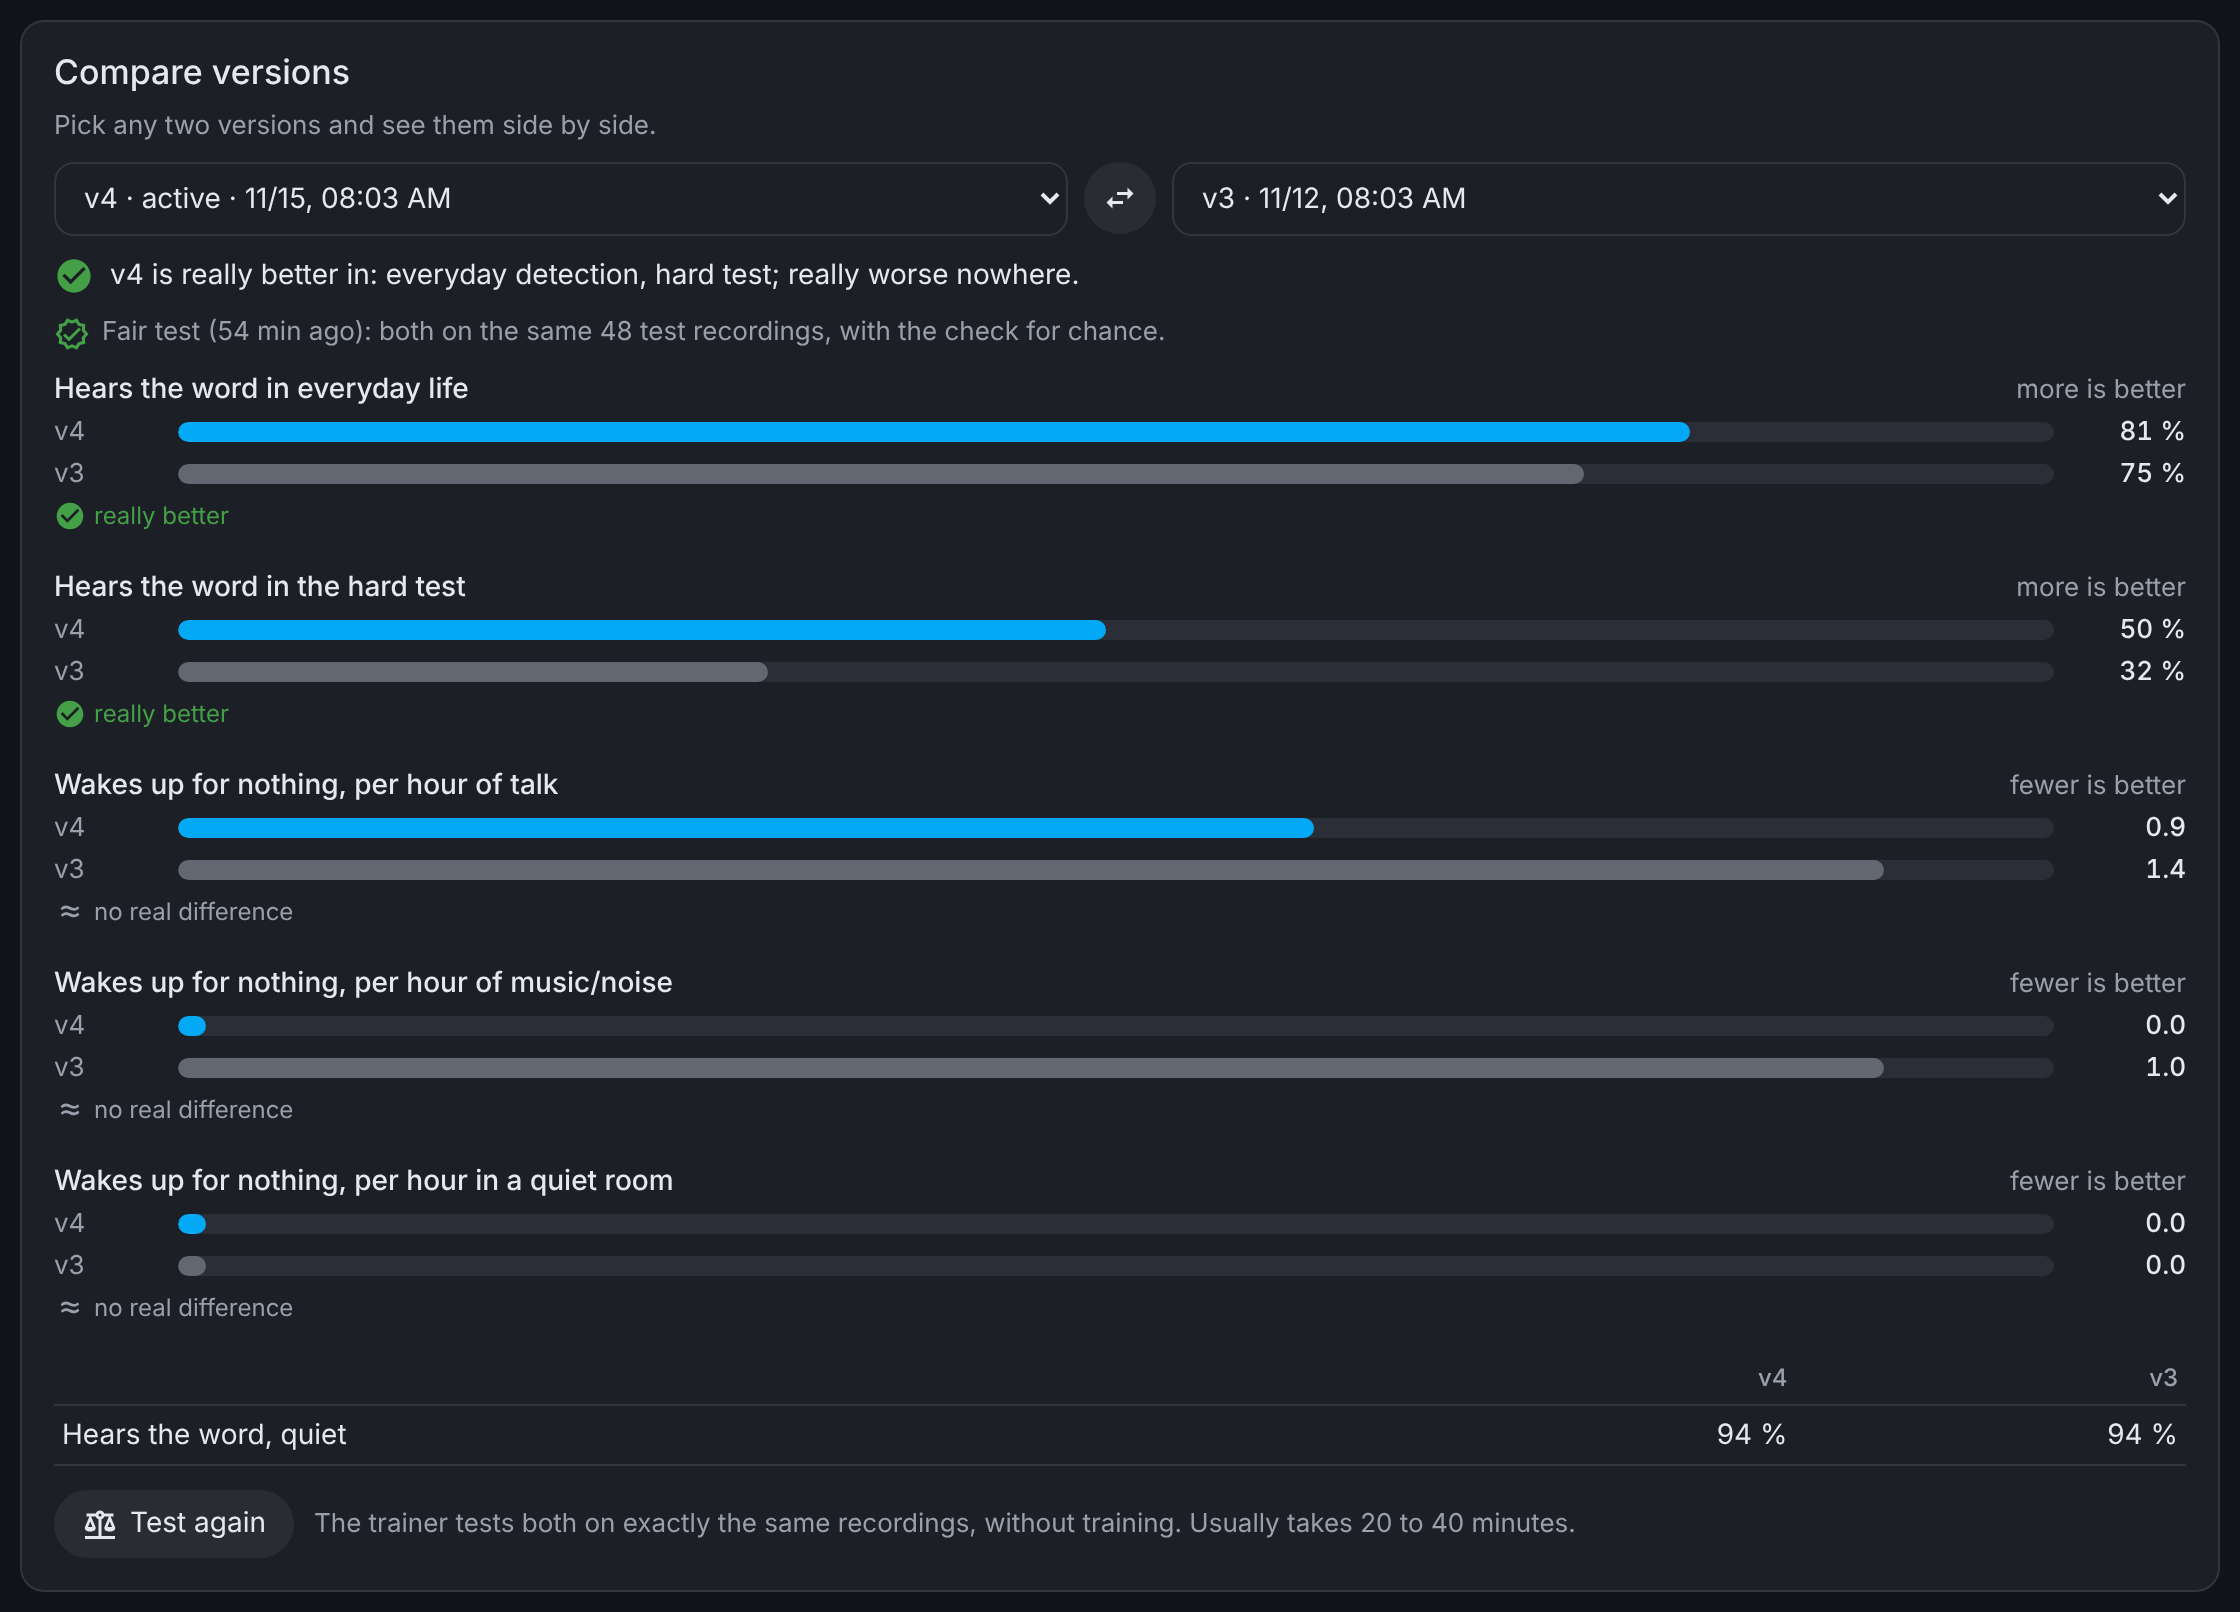 Compare versions
Pick any two versions and see them side by side.
v4 · active · 11/15, 08:03 AM
v3 · 11/12, 08:03 AM
v4 is really better in: everyday detection, hard test; really worse nowhere.
Fair test (54 min ago): both on the same 48 test recordings, with the check for chance.
Hears the word in everyday life more is better
v4 81 %
v3 75 %
really better
Hears the word in the hard test more is better
v4 50 %
v3 32 %
really better
Wakes up for nothing, per hour of talk fewer is better
v4 0.9
v3 1.4
≈ no real difference
Wakes up for nothing, per hour of music/noise fewer is better
v4 0.0
v3 1.0
≈ no real difference
Wakes up for nothing, per hour in a quiet room fewer is better
v4 0.0
v3 0.0
≈ no real difference
v4 v3
Hears the word, quiet 94 % 94 %
Test again The trainer tests both on exactly the same recordings, without training. Usually takes 20 to 40 minutes.